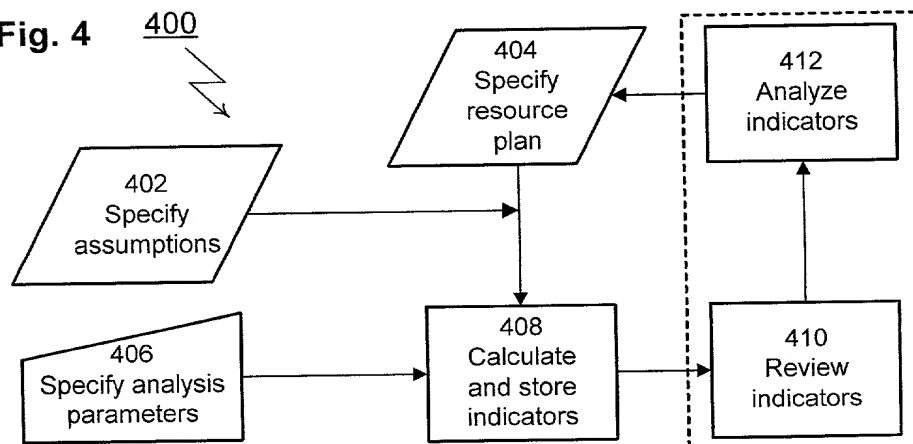 Fig. 4
400
404
Specify
resource
plan
412
Analyze
indicators
402
Specify
assumptions
406
Specify analysis
parameters
408
Calculate
and store
indicators
410
Review
indicators